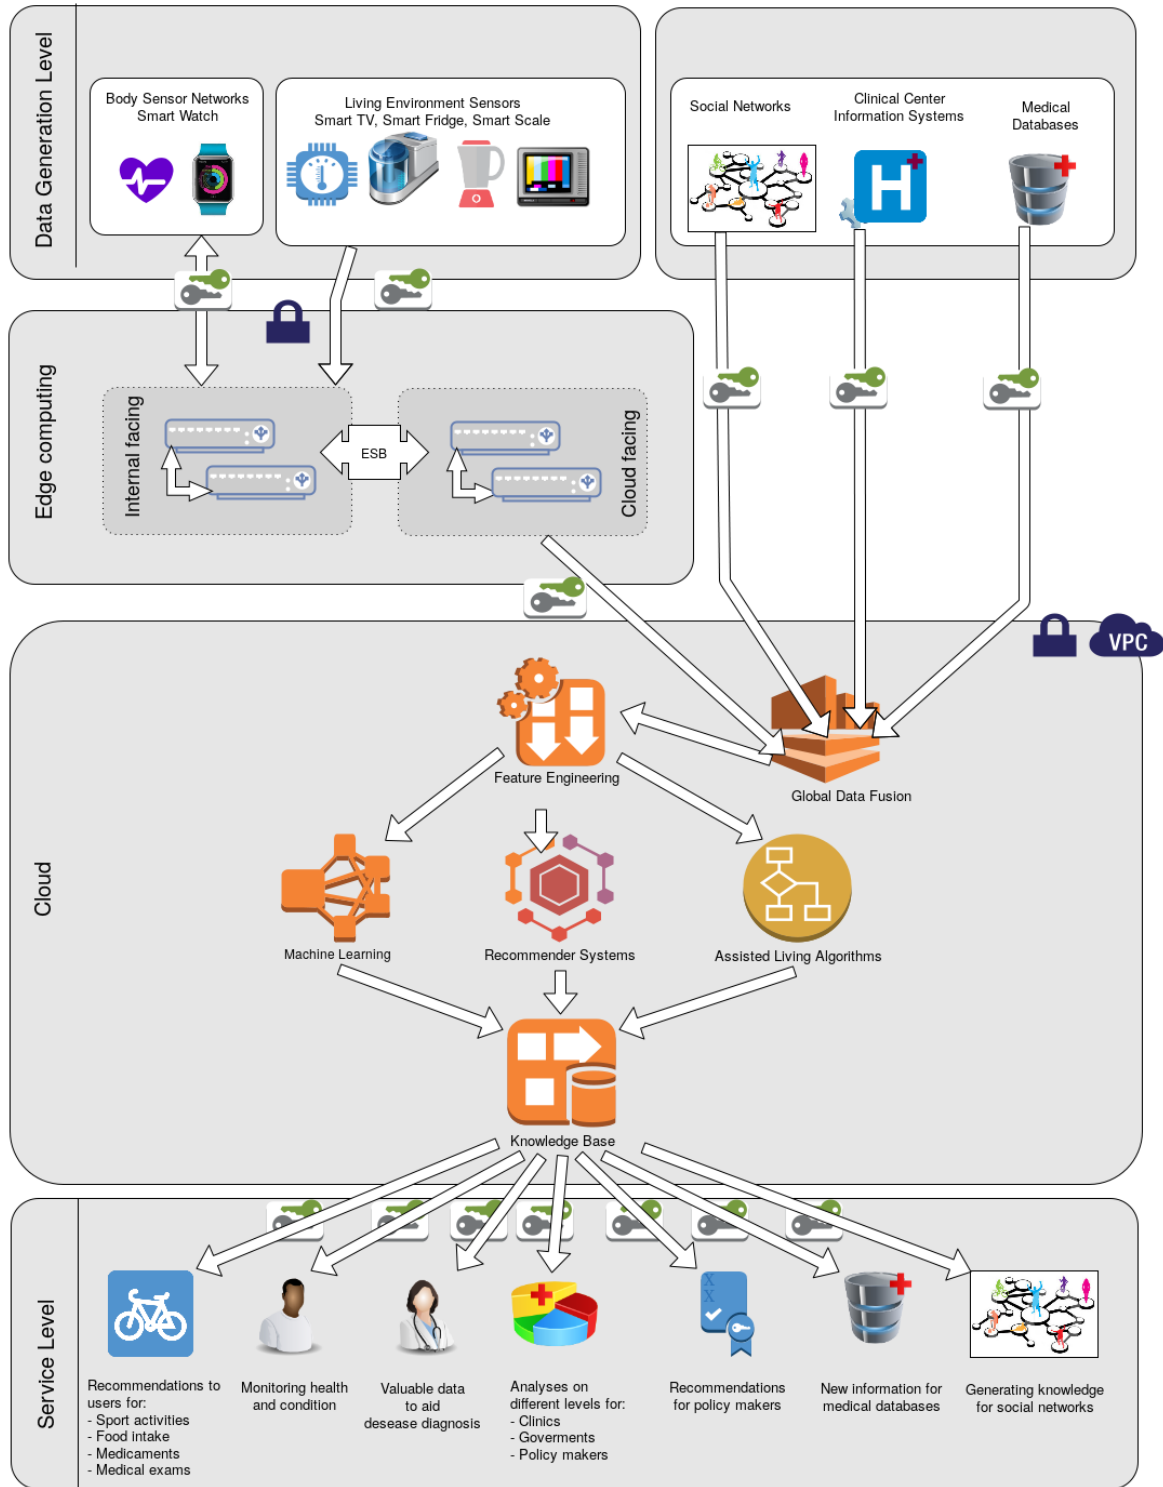 Data Generation Level
Body Sensor Networks
Smart Watch
Living Environment Sensors
Smart TV, Smart Fridge, Smart Scale
Social Networks
Clinical Center
Information Systems
Medical
Databases
H
Edge computing
Internal facing
ESB
Cloud facing
VPC
Cloud
Feature Engineering
Global Data Fusion
Machine Learning
Recommender Systems
Assisted Living Algorithms
Knowledge Base
Service Level
X
X
Recommendations to
users for:
- Sport activities
- Food intake
- Medicaments
- Medical exams
Monitoring health
and condition
Valuable data
to aid
desease diagnosis
Analyses on
different levels for:
- Clinics
- Goverments
- Policy makers
Recommendations
for policy makers
New information for
medical databases
Generating knowledge
for social networks